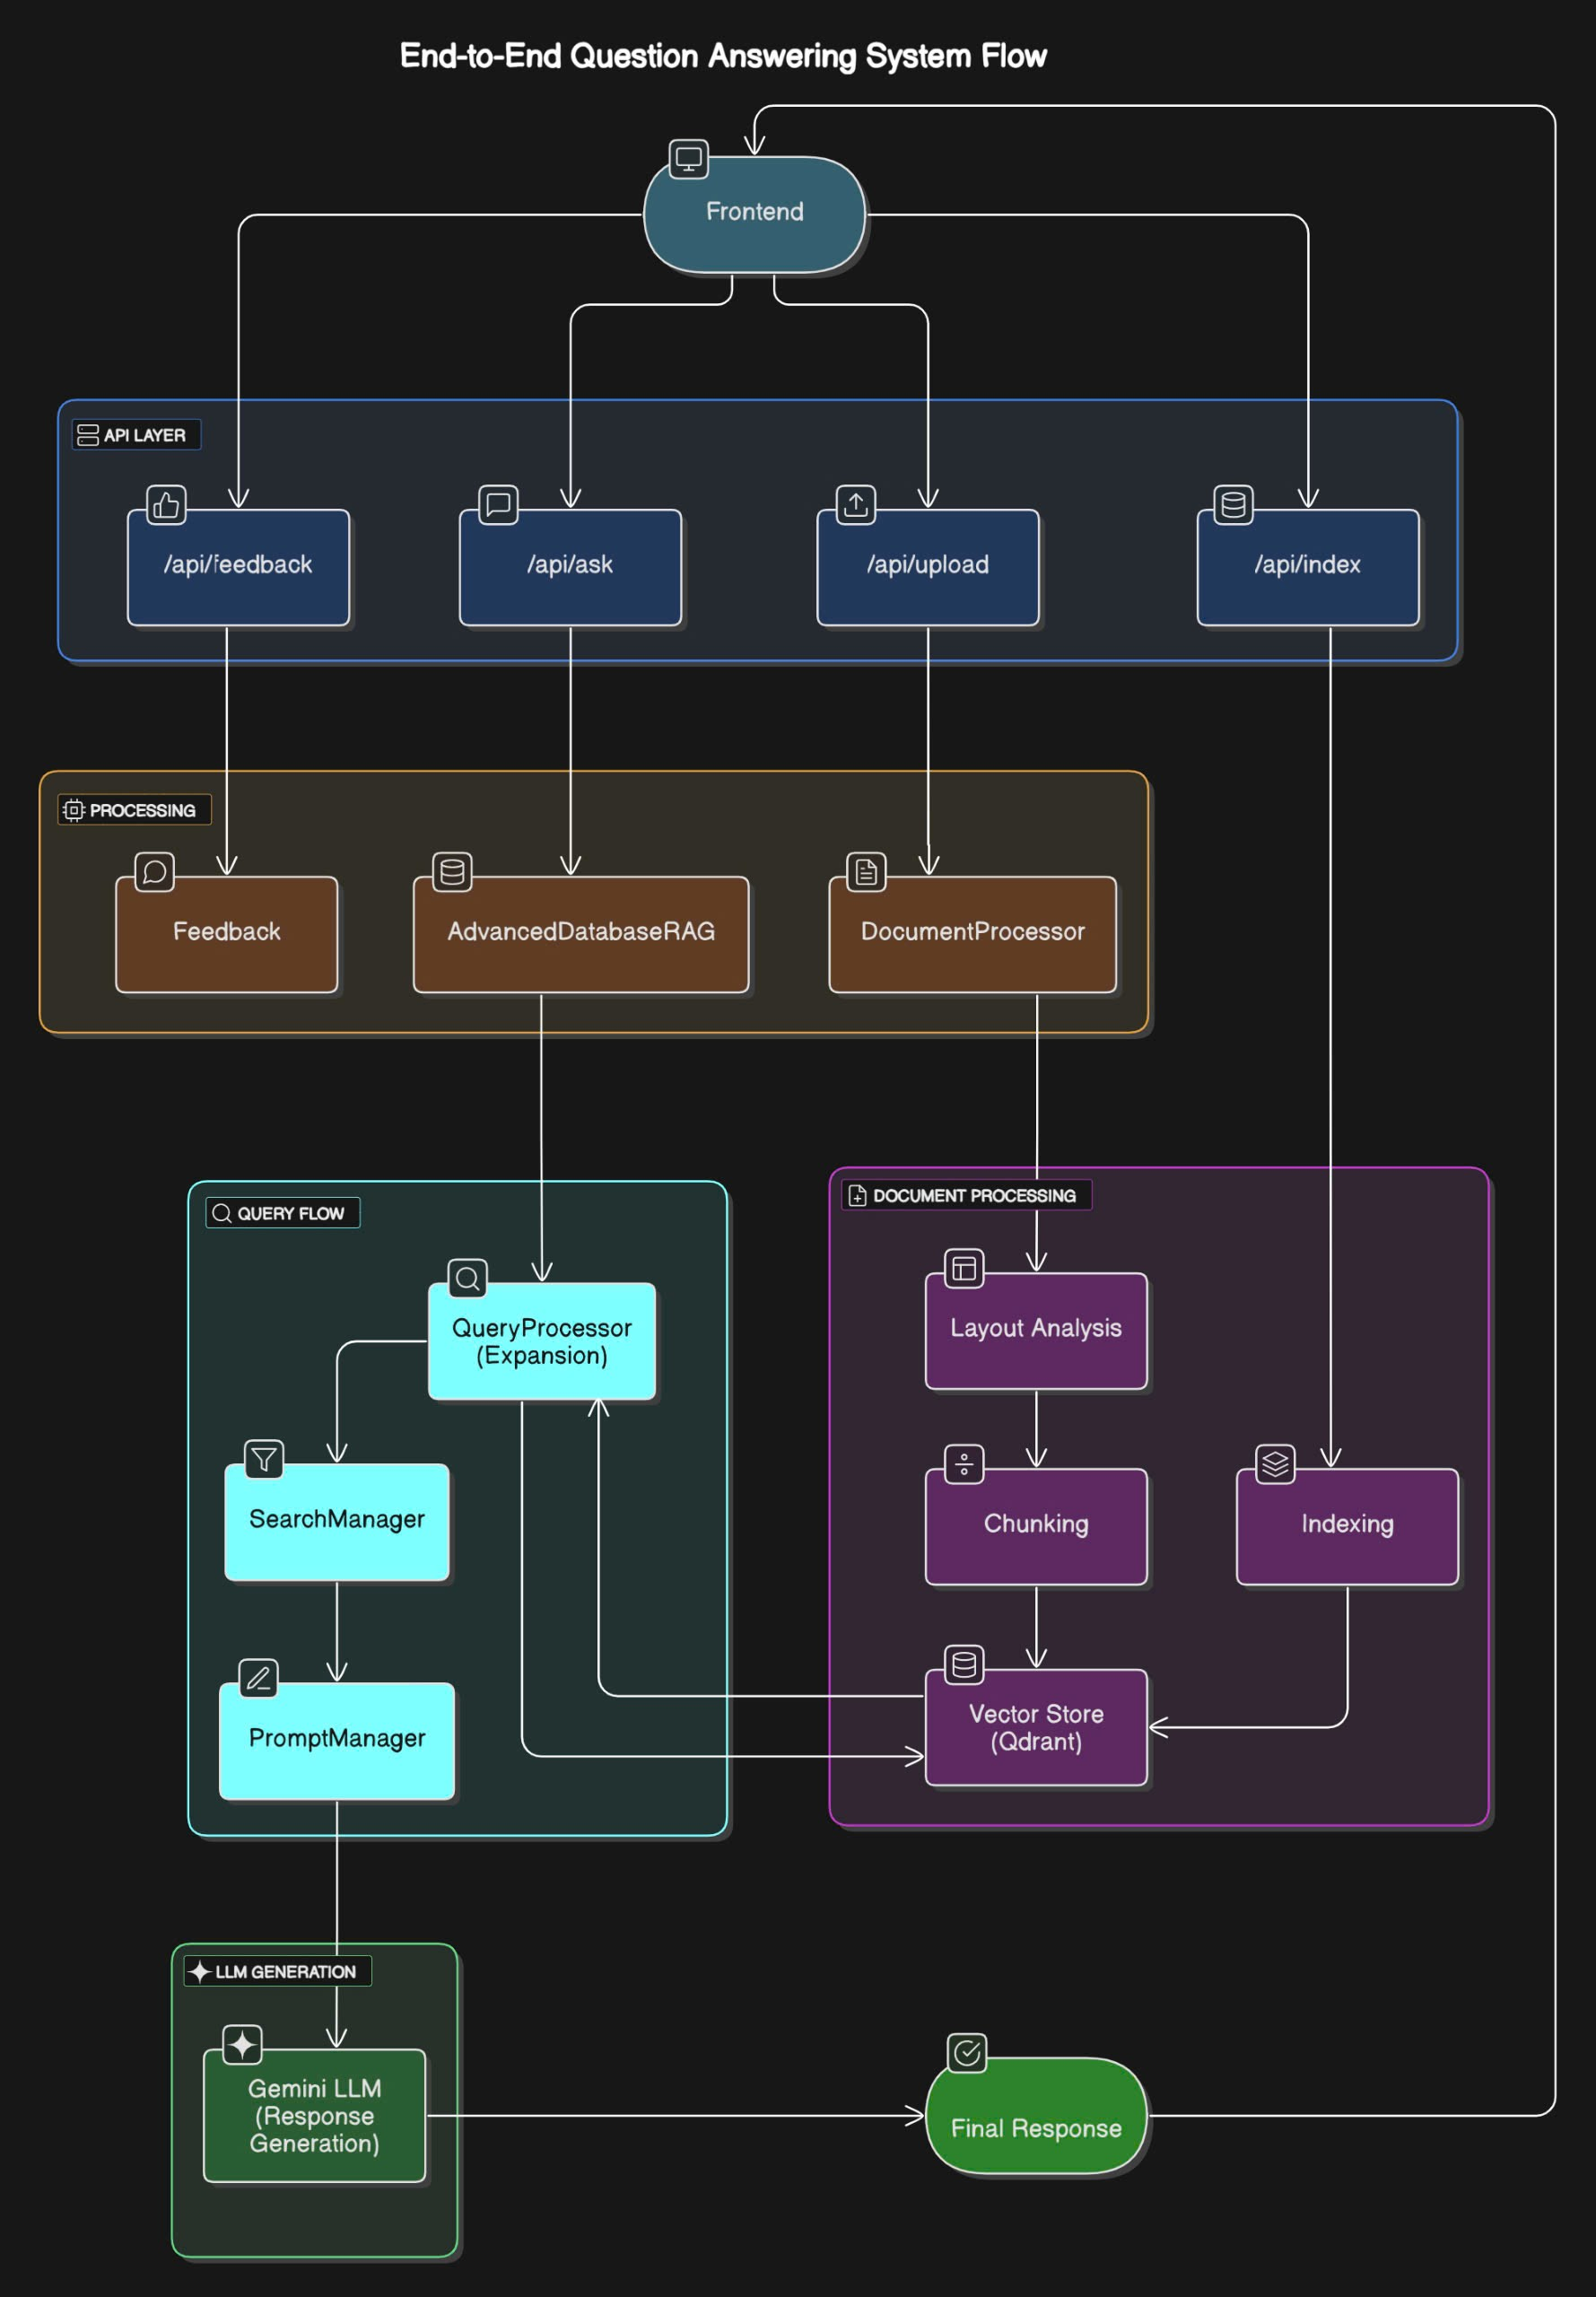 End-to-End Question Answering System Flow
Frontend
API LAYER
/api/feedback
/api/ask
/api/upload
/api/index
PROCESSING
Feedback
AdvancedDatabaseRAG
DocumentProcessor
QUERY FLOW
QueryProcessor
(Expansion)
SearchManager
PromptManager
DOCUMENT PROCESSING
Layout Analysis
Chunking
Indexing
Vector Store
(Qdrant)
LLM GENERATION
Gemini LLM
(Response
Generation)
Final Response